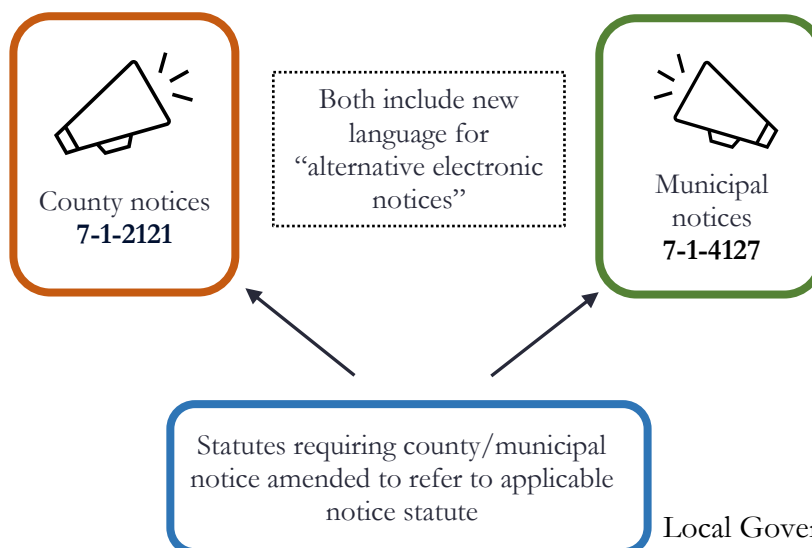 County notices
7-1-2121
Both include new
language for
“alternative electronic
notices”
Municipal
notices
7-1-4127
Statutes requiring county/municipal
notice amended to refer to applicable
notice statute
Local